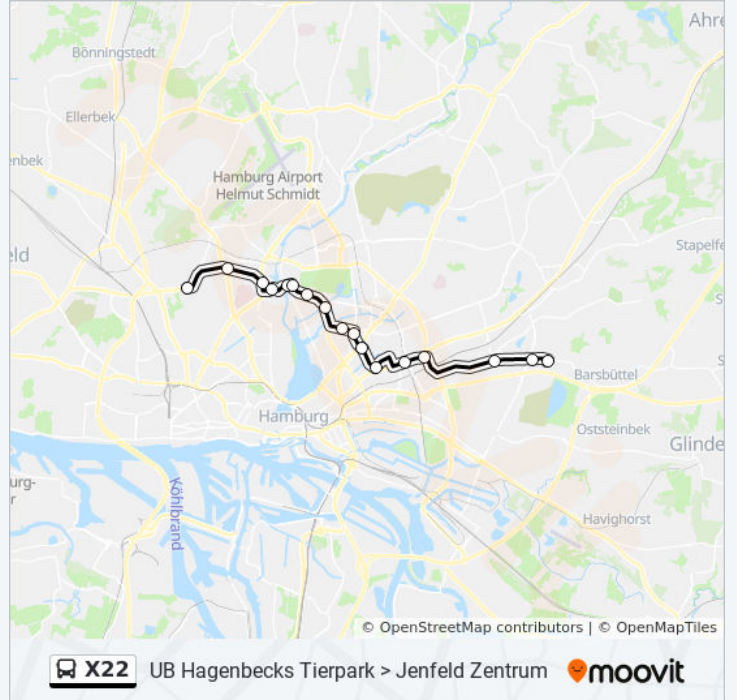 Ahre
Bönningstedt
Ellerbek
enbek
Hamburg Airport
Helmut Schmidt
Stapelfe
eld
S
S
Barsbüttel
Hamburg
Oststeinbek
Glinde
urg-
r
Köhlbrand
Havighorst
© OpenStreetMap contributors | © OpenMapTiles
X22 UB Hagenbecks Tierpark > Jenfeld Zentrum moovit